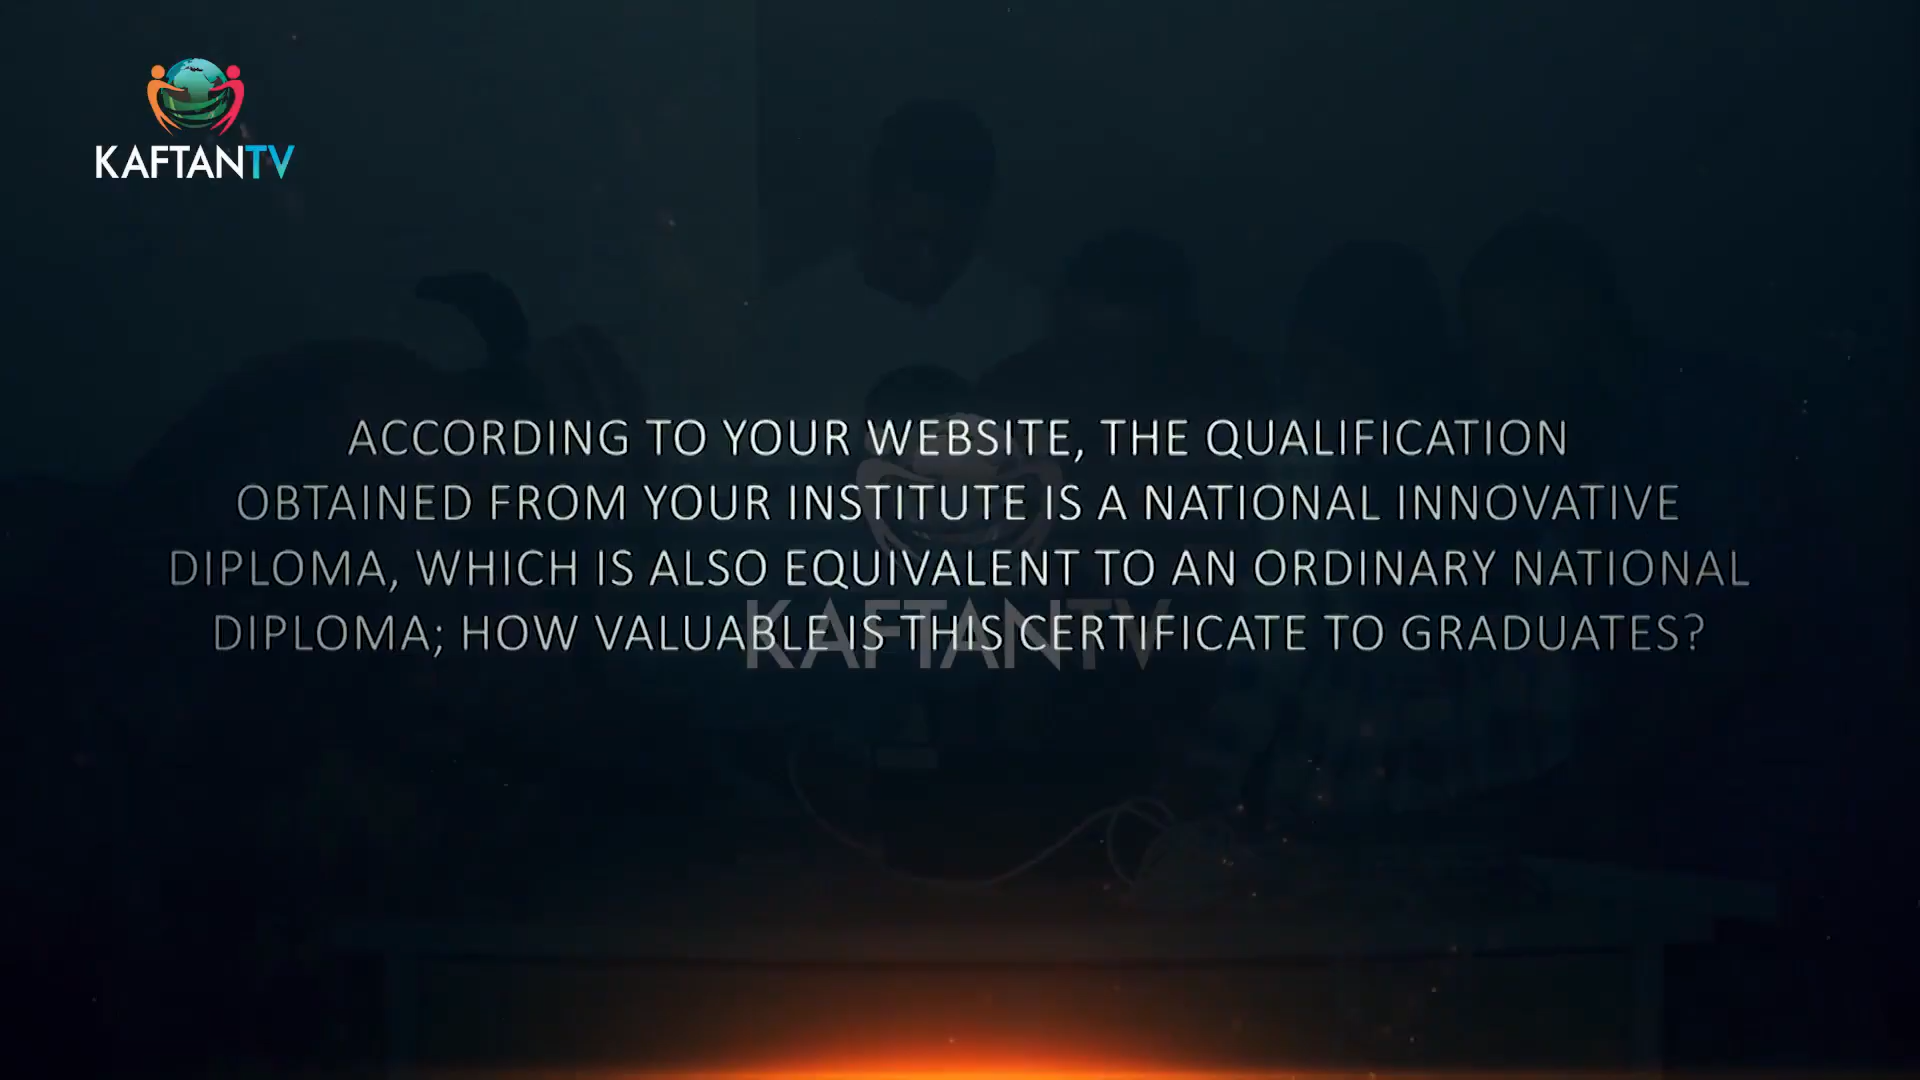 KAFTANTV
ACCORDING TO YOUR WEBSITE, THE QUALIFICATION
OBTAINED FROM YOUR INSTITUTE IS A NATIONAL INNOVATIVE
DIPLOMA, WHICH IS ALSO EQUIVALENT TO AN ORDINARY NATIONAL
DIPLOMA; HOW VALUABLE IS THIS CERTIFICATE TO GRADUATES?
KAFTANTV